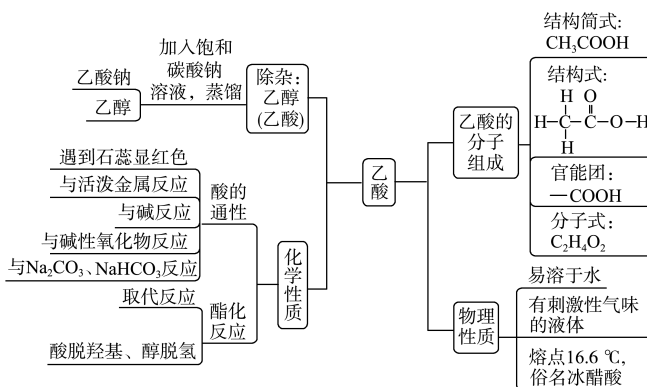 加入饱和
碳酸钠
溶液，蒸馏
乙酸钠
乙醇
除杂：
乙醇
(乙酸)
遇到石蕊显红色
与活泼金属反应
与碱反应
与碱性氧化物反应
与Na₂CO₃、NaHCO₃反应
酸的
通性
取代反应
酸脱羟基、醇脱氢
酯化
反应
化学性质
乙酸
乙酸的
分子
组成
结构简式：
CH₃COOH
结构式：
H O
H—C—C—O—H
H
官能团：
—COOH
分子式：
C₂H₄O₂
物理
性质
易溶于水
有刺激性气味
的液体
熔点16.6 ℃，
俗名冰醋酸